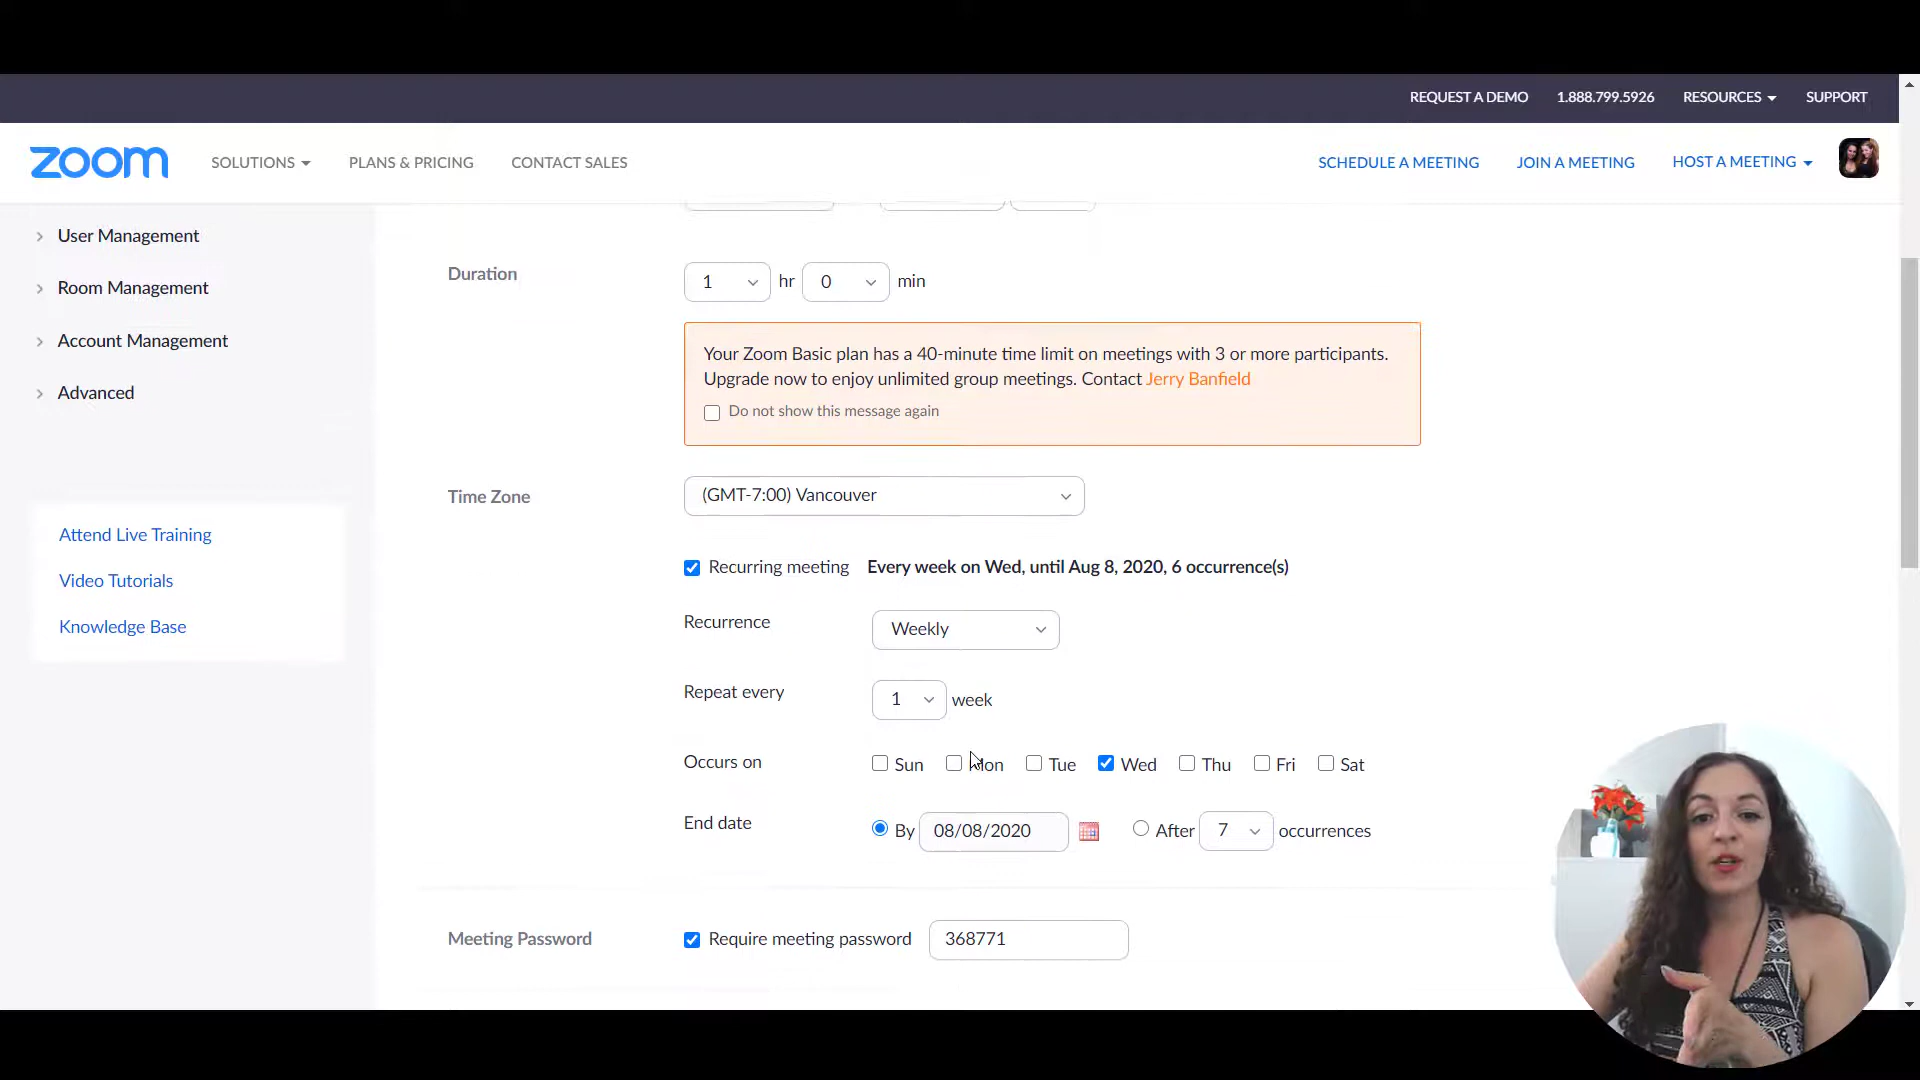 REQUEST A DEMO 1.888.799.5926 RESOURCES SUPPORT
zoom SOLUTIONS PLANS & PRICING CONTACT SALES SCHEDULE A MEETING JOIN A MEETING HOST A MEETING
User Management
Room Management
Account Management
Advanced
Attend Live Training
Video Tutorials
Knowledge Base
Duration 1 hr 0 min
Your Zoom Basic plan has a 40-minute time limit on meetings with 3 or more participants.
Upgrade now to enjoy unlimited group meetings. Contact Jerry Banfield
Do not show this message again
Time Zone (GMT-7:00) Vancouver
Recurring meeting Every week on Wed, until Aug 8, 2020, 6 occurrence(s)
Recurrence Weekly
Repeat every 1 week
Occurs on Sun Mon Tue Wed Thu Fri Sat
End date By 08/08/2020 After 7 occurrences
Meeting Password Require meeting password 368771